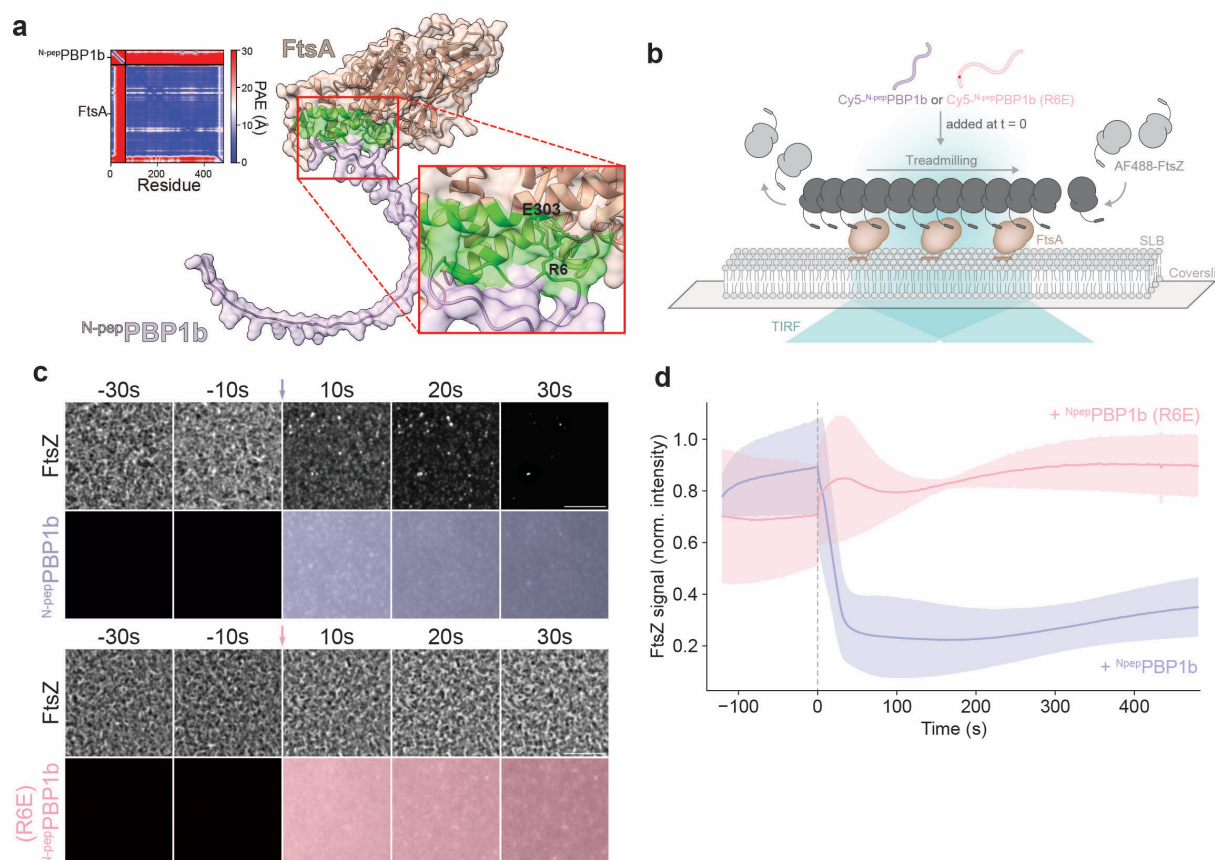 a
N-pepPBP1b
FtsA
PAE (Å)
30
20
10
0
0
200
400
Residue
FtsA
E303
R6
N-pepPBP1b
b
Cy5-N-pepPBP1b or Cy5-N-pepPBP1b (R6E)
added at t = 0
Treadmilling
AF488-FtsZ
FtsA
SLB
Coversli
TIRF
c
-30s -10s 10s 20s 30s
FtsZ
N-pepPBP1b
-30s -10s 10s 20s 30s
FtsZ
(R6E)
N-pepPBP1b
d
+ NpepPBP1b (R6E)
FtsZ signal (norm. intensity)
1.0
0.8
0.6
0.4
0.2
+ NpepPBP1b
−100 0 100 200 300 400
Time (s)